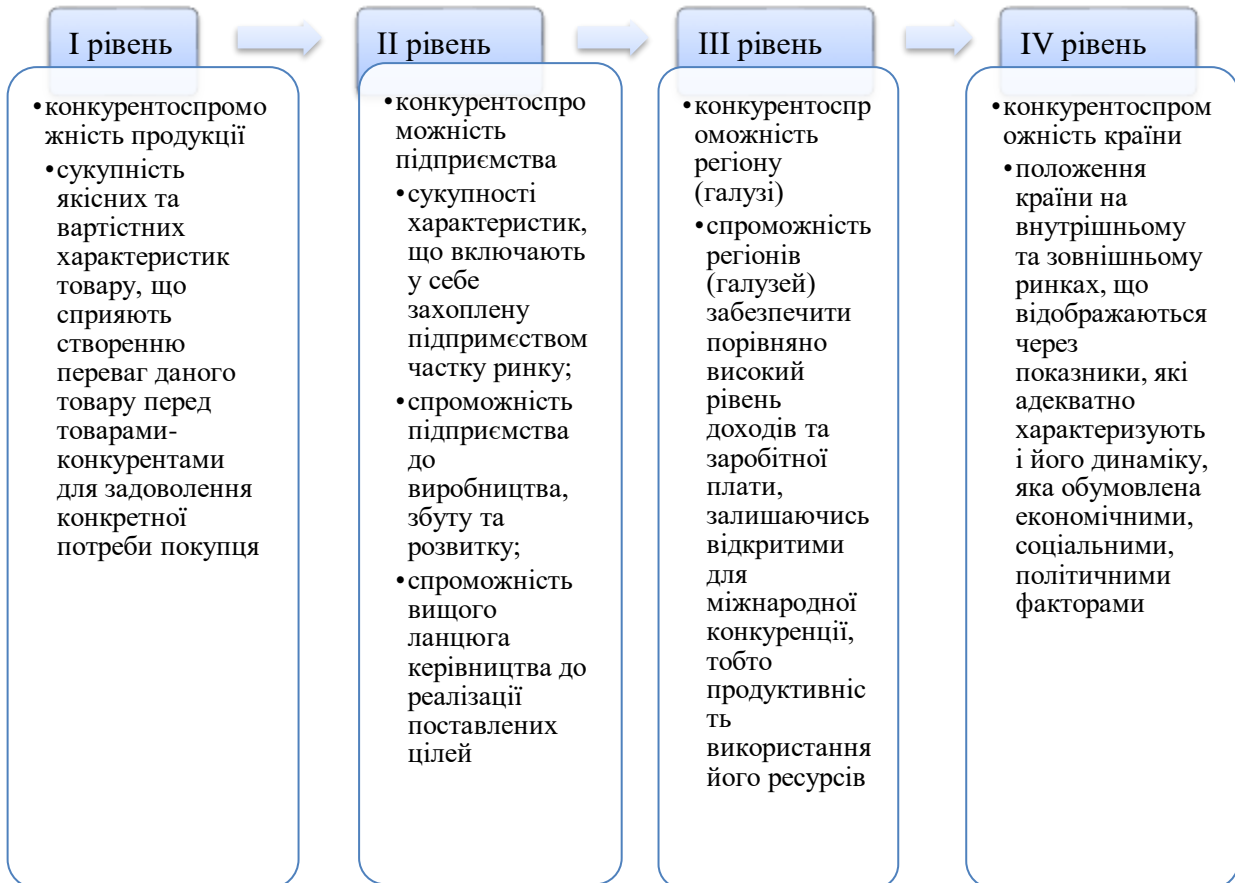 I рівень
•конкурентоспромо
жність продукції
•сукупність
якісних та
вартістних
характеристик
товару, що
сприяють
створенню
переваг даного
товару перед
товарами-
конкурентами
для задоволення
конкретної
потреби покупця
II рівень
•конкурентоспро
можність
підприємства
•сукупності
характеристик,
що включають
у себе
захоплену
підпримєством
частку ринку;
•спроможність
підприємства
до
виробництва,
збуту та
розвитку;
•спроможність
вищого
ланцюга
керівництва до
реалізації
поставлених
цілей
III рівень
•конкурентоспр
оможність
регіону
(галузі)
•спроможність
регіонів
(галузей)
забезпечити
порівняно
високий
рівень
доходів та
заробітної
плати,
залишаючись
відкритими
для
міжнародної
конкуренції,
тобто
продуктивніс
ть
використання
його ресурсів
IV рівень
•конкурентоспром
ожність країни
•положення
країни на
внутрішньому
та зовнішньому
ринках, що
відображаються
через
показники, які
адекватно
характеризують
і його динаміку,
яка обумовлена
економічними,
соціальними,
політичними
факторами